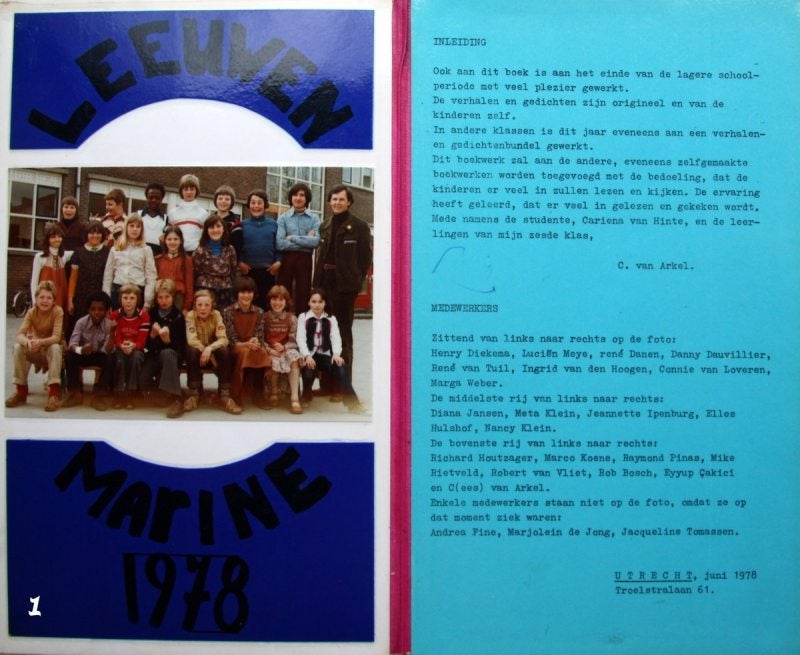 LEEUWEN
MARINE
1978
1
INLEIDING
Ook aan dit boek is aan het einde van de lagere school-
periode met veel plezier gewerkt.
De verhalen en gedichten zijn origineel en van de
kinderen zelf.
In andere klassen is dit jaar eveneens aan een verhalen-
en gedichtenbundel gewerkt.
Dit boekwerk zal aan de andere, eveneens zelfgemaakte
boekwerken worden toegevoegd met de bedoeling, dat de
kinderen er veel in zullen lezen en kijken. De ervaring
heeft geleerd, dat er veel in gelezen en gekeken wordt.
Mede namens de studente, Cariena van Hinte, en de leer-
lingen van mijn zesde klas,
C. van Arkel.
MEDEWERKERS
Zittend van links naar rechts op de foto:
Henry Diekema, Luciën Meye, rené Danen, Danny Dauvillier,
René van Tuil, Ingrid van den Hoogen, Connie van Loveren,
Marga Weber.
De middelste rij van links naar rechts:
Diana Jansen, Meta Klein, Jeannette Ipenburg, Elles
Hulshof, Nancy Klein.
De bovenste rij van links naar rechts:
Richard Houtzager, Marco Koene, Raymond Pinas, Mike
Rietveld, Robert van Vliet, Rob Bosch, Eyyup Çakici
en C(ees) van Arkel.
Enkele medewerkers staan niet op de foto, omdat ze op
dat moment ziek waren:
Andrea Fine, Marjolein de Jong, Jacqueline Tomassen.
UTRECHT, juni 1978
Troelstralaan 61.